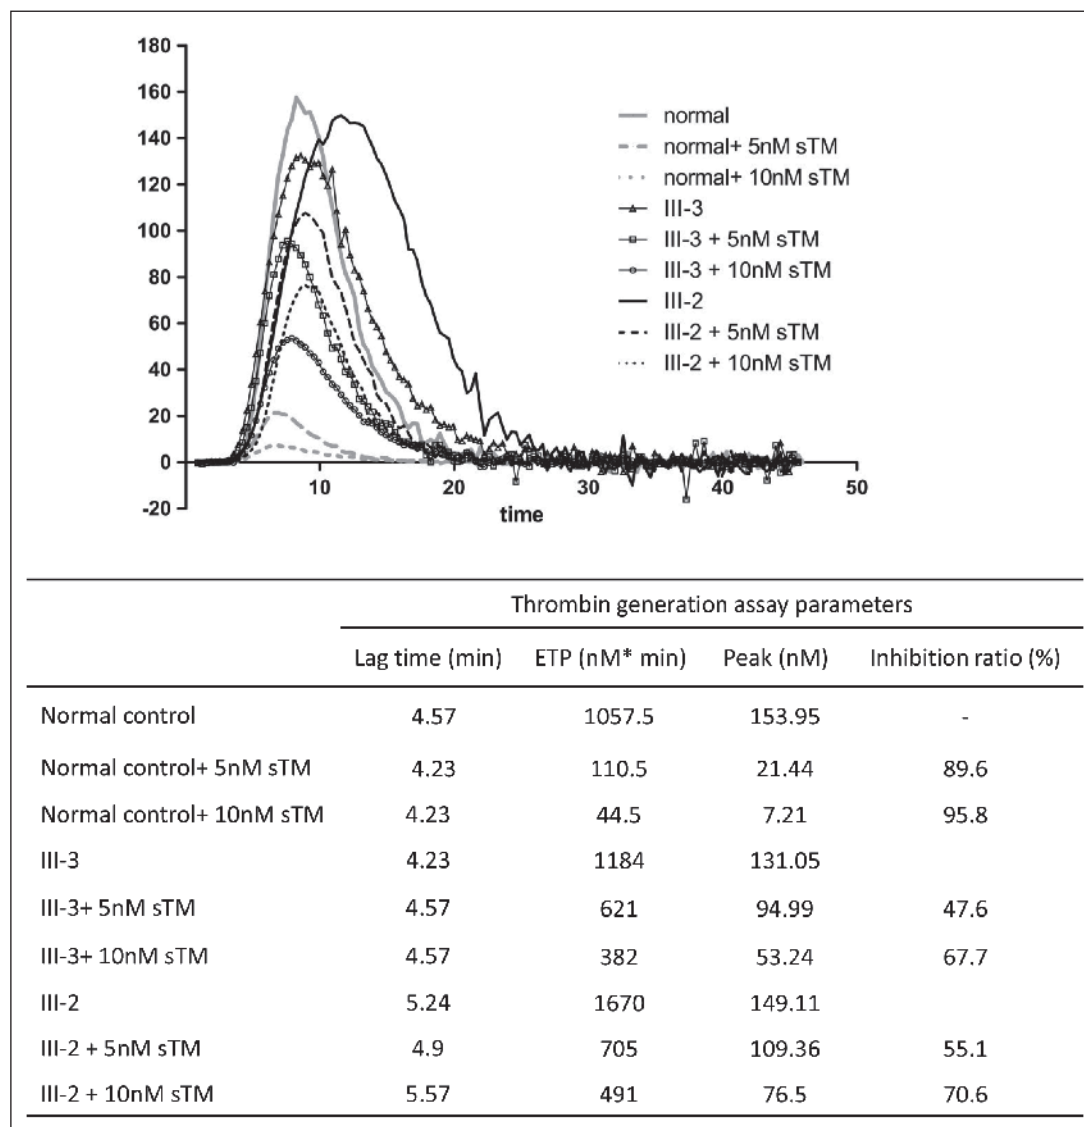 180
160
140
120
100
80
60
40
20
0
-20
10
20
30
40
50
time
normal
normal+ 5nM sTM
normal+ 10nM sTM
III-3
III-3 + 5nM sTM
III-3 + 10nM sTM
III-2
III-2 + 5nM sTM
III-2 + 10nM sTM
Thrombin generation assay parameters
Lag time (min) ETP (nM* min) Peak (nM) Inhibition ratio (%)
Normal control 4.57 1057.5 153.95 -
Normal control+ 5nM sTM 4.23 110.5 21.44 89.6
Normal control+ 10nM sTM 4.23 44.5 7.21 95.8
III-3 4.23 1184 131.05
III-3+ 5nM sTM 4.57 621 94.99 47.6
III-3+ 10nM sTM 4.57 382 53.24 67.7
III-2 5.24 1670 149.11
III-2 + 5nM sTM 4.9 705 109.36 55.1
III-2 + 10nM sTM 5.57 491 76.5 70.6